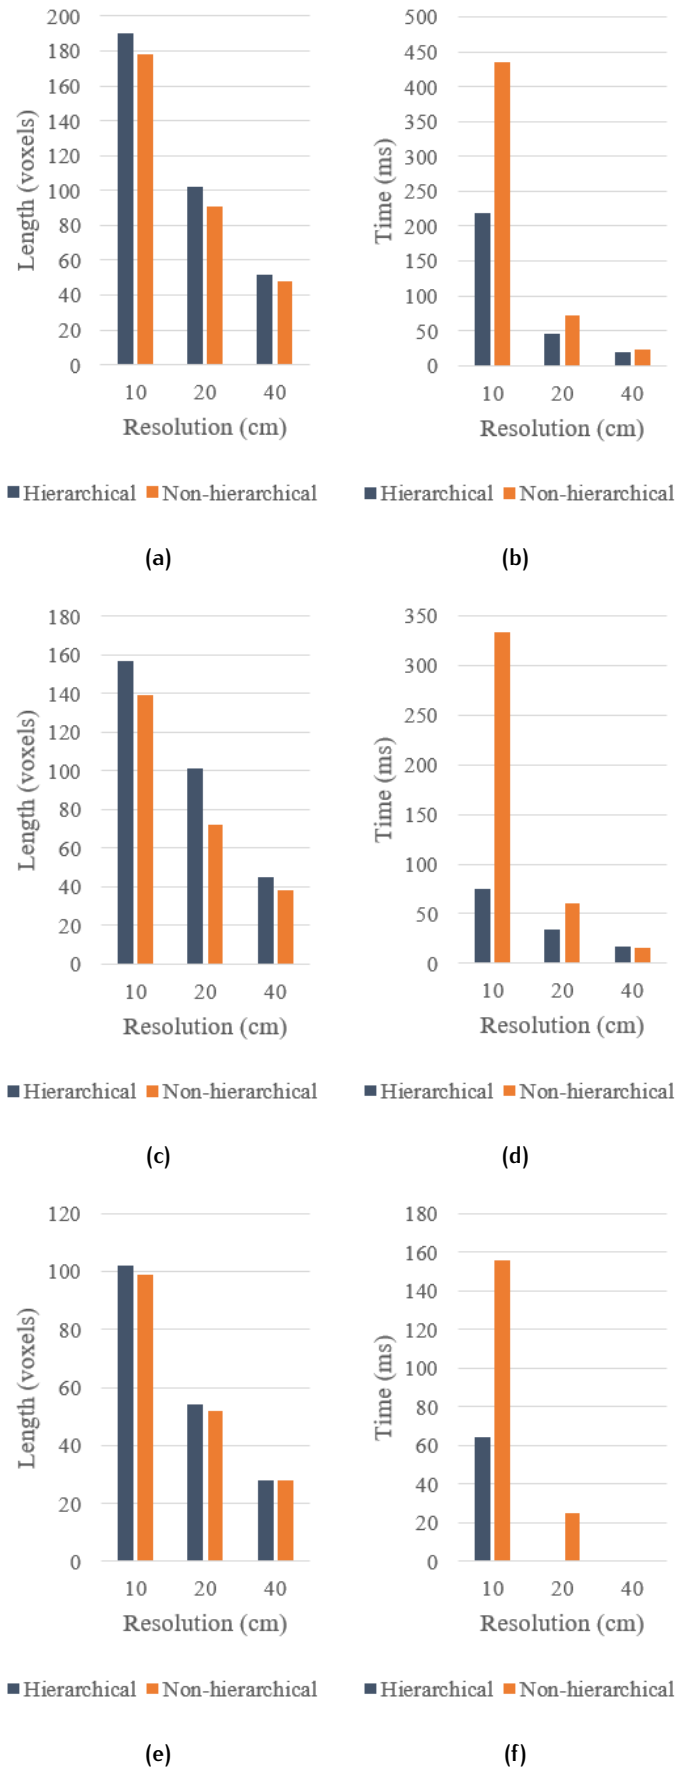 200
180
160
140
120
100
80
60
40
20
0
Length (voxels)
10 20 40
Resolution (cm)
Hierarchical Non-hierarchical
(a)
500
450
400
350
300
250
200
150
100
50
0
Time (ms)
10 20 40
Resolution (cm)
Hierarchical Non-hierarchical
(b)
180
160
140
120
100
80
60
40
20
0
Length (voxels)
10 20 40
Resolution (cm)
Hierarchical Non-hierarchical
(c)
350
300
250
200
150
100
50
0
Time (ms)
10 20 40
Resolution (cm)
Hierarchical Non-hierarchical
(d)
120
100
80
60
40
20
0
Length (voxels)
10 20 40
Resolution (cm)
Hierarchical Non-hierarchical
(e)
180
160
140
120
100
80
60
40
20
0
Time (ms)
10 20 40
Resolution (cm)
Hierarchical Non-hierarchical
(f)